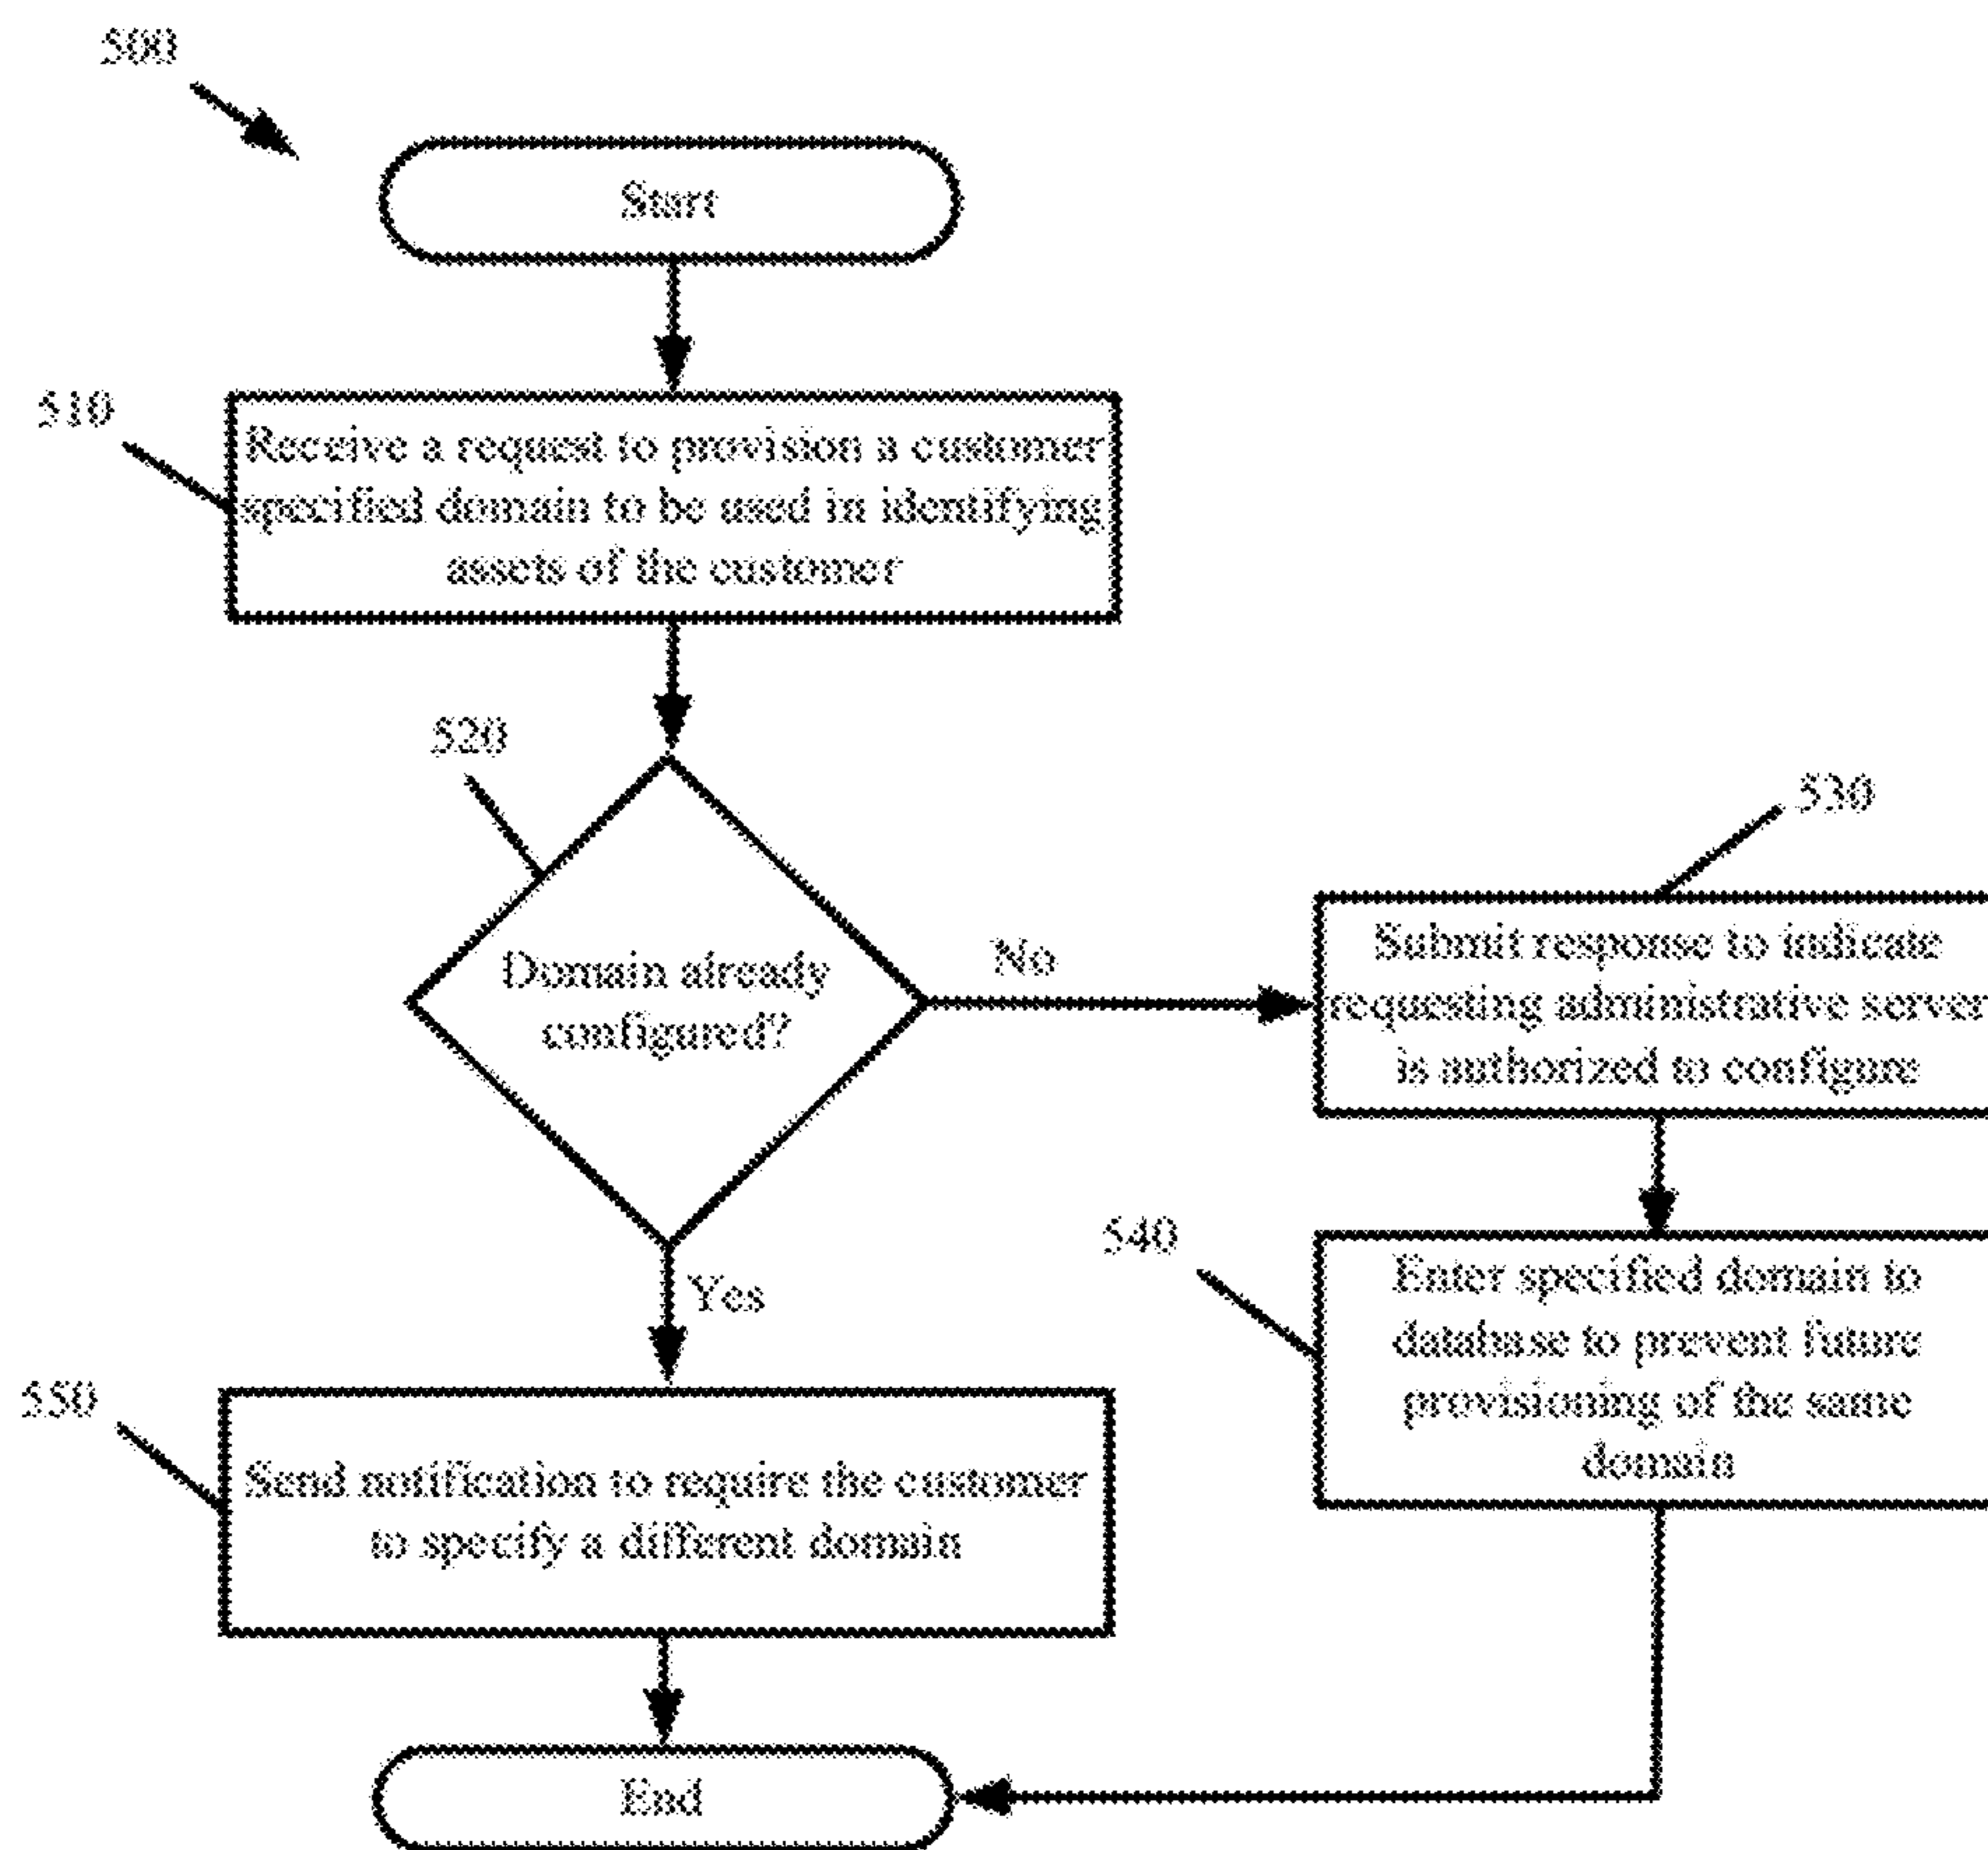 500
Start
510
Receive a request to provision a customer
specified domain to be used in identifying
assets of the customer
520
Domain already
configured?
No
530
Submit response to indicate
requesting administrative server
is authorized to configure
540
Enter specified domain to
database to prevent future
provisioning of the same
domain
Yes
550
Send notification to require the customer
to specify a different domain
End